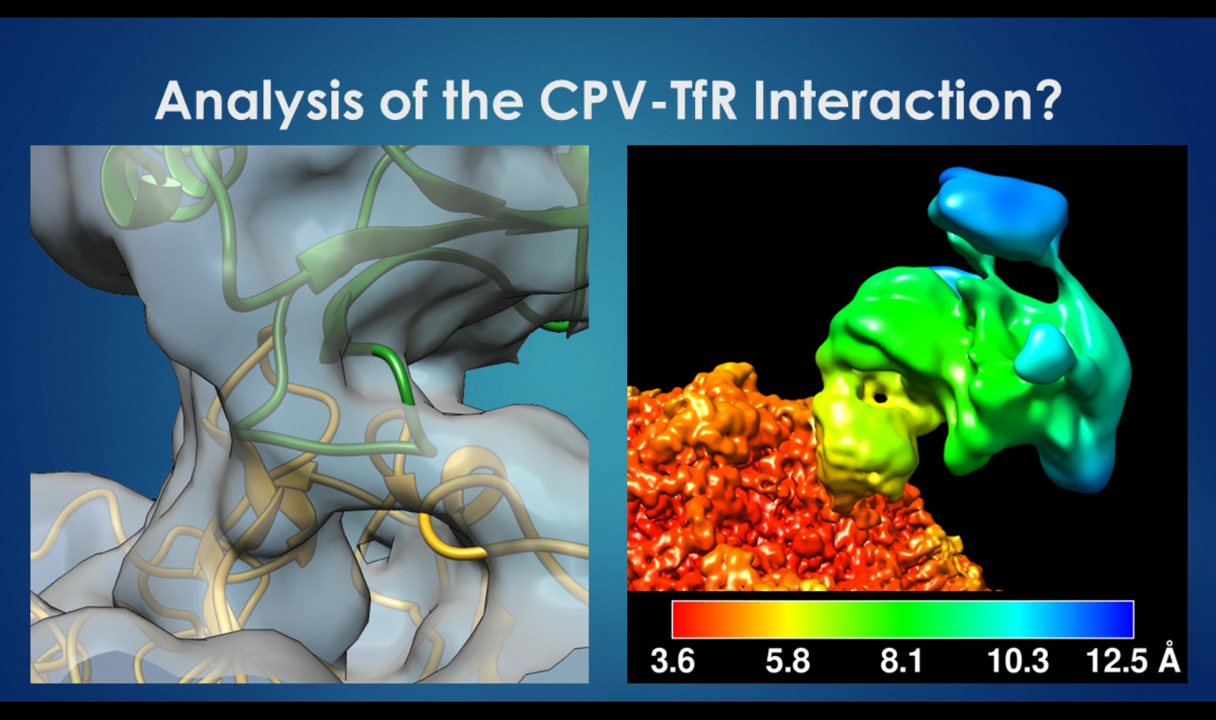 Analysis of the CPV-TfR Interaction?
3.6 5.8 8.1 10.3 12.5 Å